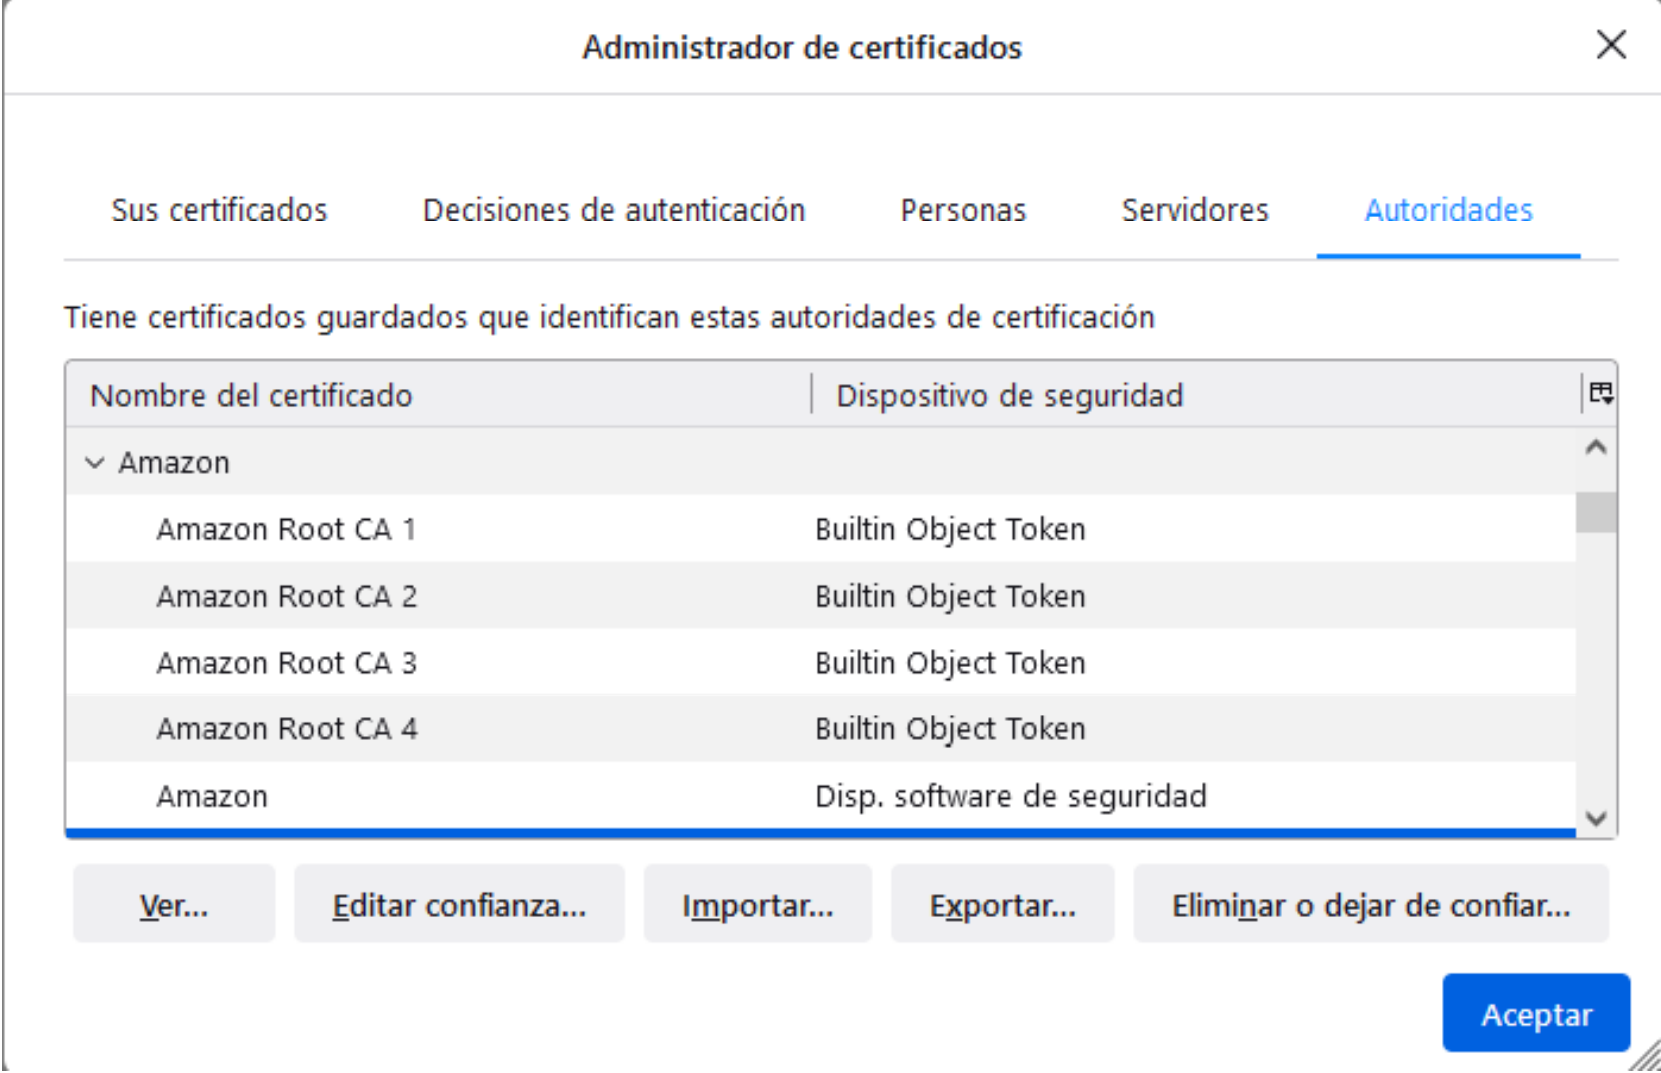 Administrador de certificados
Sus certificados Decisiones de autenticación Personas Servidores Autoridades
Tiene certificados guardados que identifican estas autoridades de certificación
Nombre del certificado Dispositivo de seguridad
Amazon
Amazon Root CA 1 Builtin Object Token
Amazon Root CA 2 Builtin Object Token
Amazon Root CA 3 Builtin Object Token
Amazon Root CA 4 Builtin Object Token
Amazon Disp. software de seguridad
Ver... Editar confianza... Importar... Exportar... Eliminar o dejar de confiar...
Aceptar